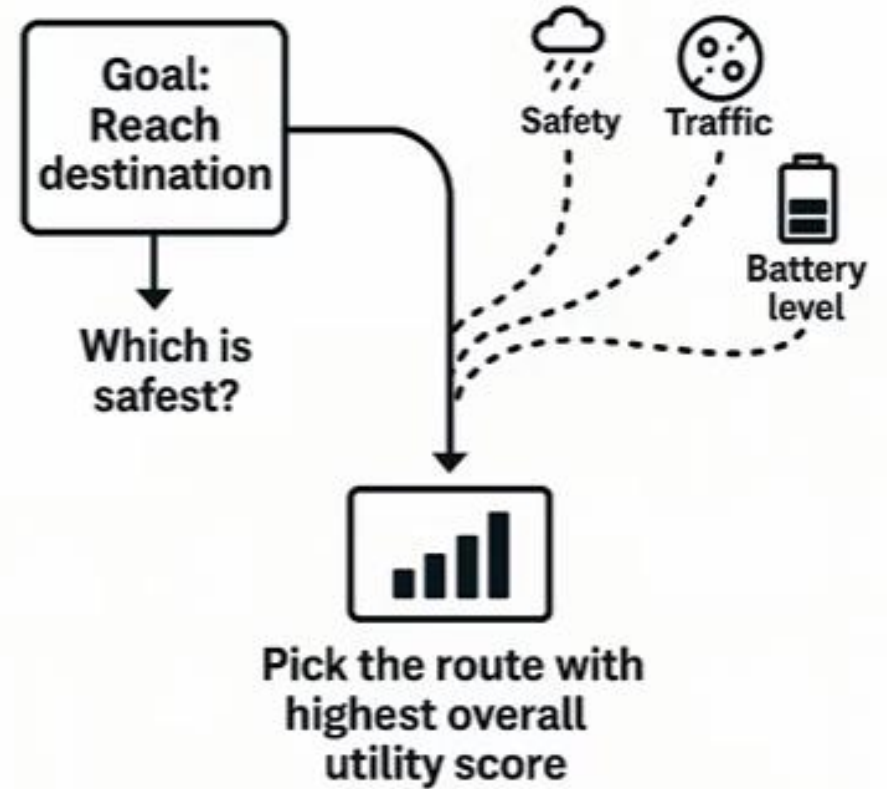 Goal:
Reach
destination
Safety
Traffic
Battery
level
Which is
safest?
Pick the route with
highest overall
utility score